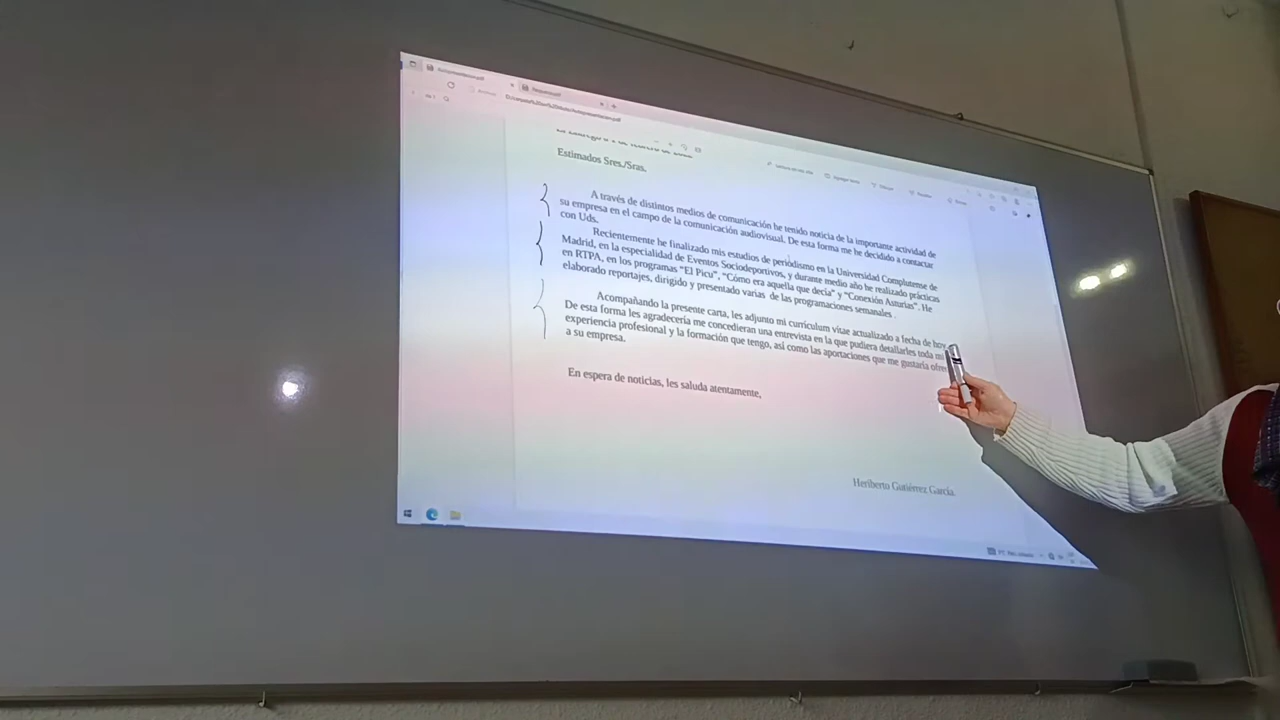 Estimados Sres./Sras.
A través de distintos medios de comunicación he tenido noticia de la importante actividad de
su empresa en el campo de la comunicación audiovisual. De esta forma me he decidido a contactar
con Uds.
Recientemente he finalizado mis estudios de periódismo en la Universidad Complutense de
Madrid, en la especialidad de Eventos Sociodeportivos, y durante medio año he realizado prácticas
en RTPA, en los programas "El Picu", "Cómo era aquella que decía" y "Conexión Asturias". He
elaborado reportajes, dirigido y presentado varias de las programaciones semanales .
Acompañando la presente carta, les adjunto mi currículum vitae actualizado a fecha de hoy.
De esta forma les agradecería me concedieran una entrevista en la que pudiera detallarles toda mi
experiencia profesional y la formación que tengo, así como las aportaciones que me gustaría
a su empresa.
En espera de noticias, les saluda atentamente,
Heriberto Gutiérrez García.